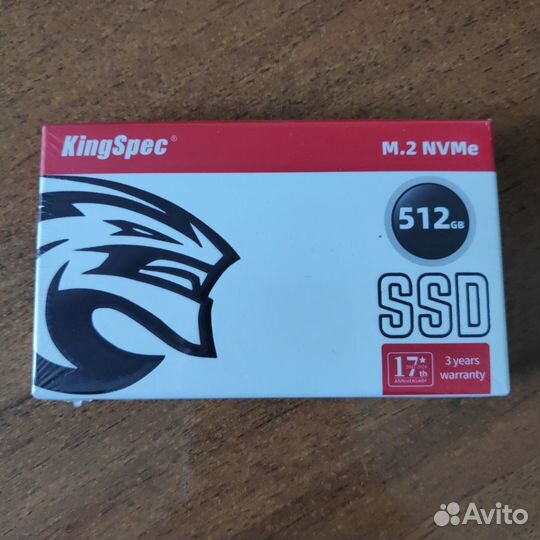 KingSpec®
M.2 NVMe
512GB
SSD
17th
ANNIVERSARY
3 years
warranty
Avito